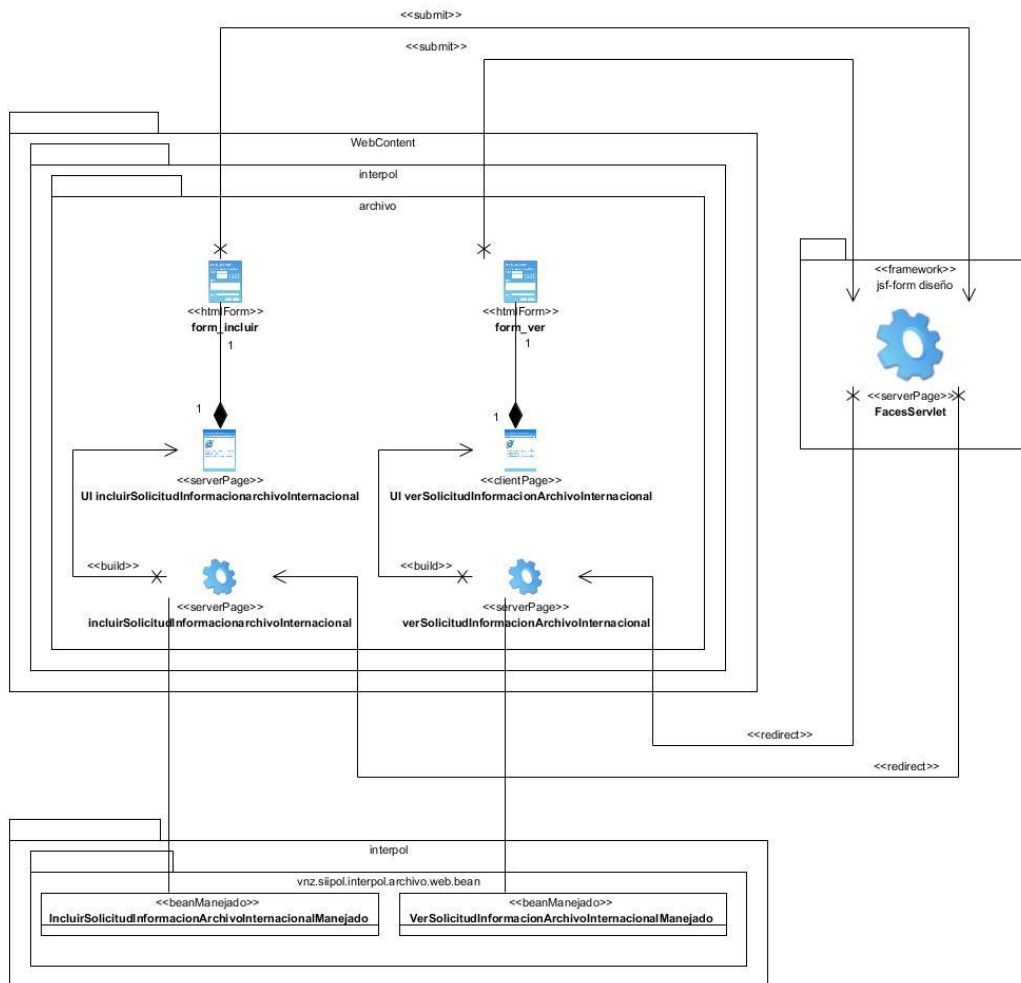 <<submit>>
<<submit>>
WebContent
interpol
archivo
<<framework>>
jsf-form diseño
<<htmlForm>>
form_incluir
1
<<htmlForm>>
form_ver
1
<<serverPage>>
FacesServlet
1
1
<<serverPage>>
UI incluirSolicitudInformacionarchivoInternacional
<<clientPage>>
UI verSolicitudInformacionArchivoInternacional
<<build>>
<<build>>
<<serverPage>>
incluirSolicitudInformacionarchivoInternacional
<<serverPage>>
verSolicitudInformacionArchivoInternacional
<<redirect>>
<<redirect>>
interpol
vnz.siipol.interpol.archivo.web.bean
<<beanManejado>>
IncluirSolicitudInformacionArchivoInternacionalManejado
<<beanManejado>>
VerSolicitudInformacionArchivoInternacionalManejado